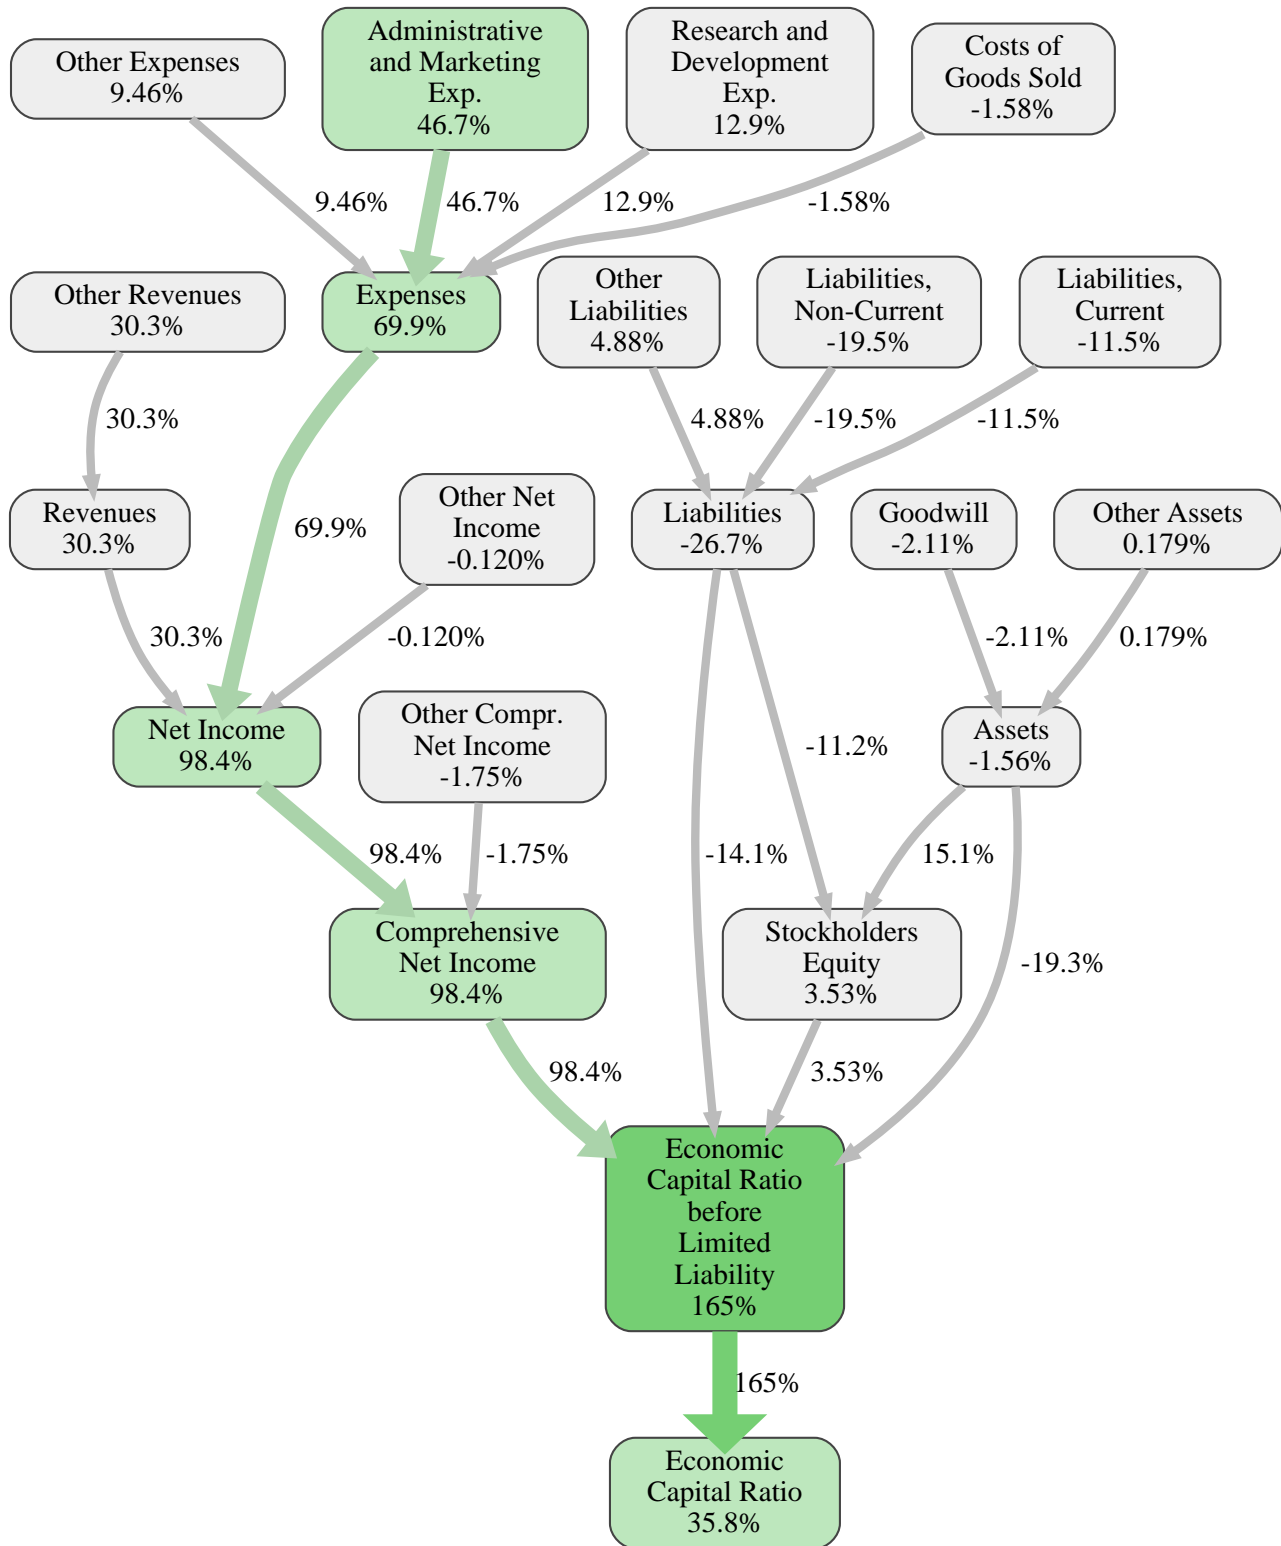 Other Expenses
9.46%
Administrative
and Marketing
Exp.
46.7%
Research and
Development
Exp.
12.9%
Costs of
Goods Sold
-1.58%
9.46%
46.7%
12.9%
-1.58%
Other Revenues
30.3%
Expenses
69.9%
Other
Liabilities
4.88%
Liabilities,
Non-Current
-19.5%
Liabilities,
Current
-11.5%
30.3%
4.88%
-19.5%
-11.5%
Revenues
30.3%
69.9%
Other Net
Income
-0.120%
Liabilities
-26.7%
Goodwill
-2.11%
Other Assets
0.179%
30.3%
-0.120%
-2.11%
0.179%
Net Income
98.4%
Other Compr.
Net Income
-1.75%
-11.2%
Assets
-1.56%
98.4%
-1.75%
-14.1%
15.1%
Comprehensive
Net Income
98.4%
Stockholders
Equity
3.53%
-19.3%
98.4%
3.53%
Economic
Capital Ratio
before
Limited
Liability
165%
165%
Economic
Capital Ratio
35.8%